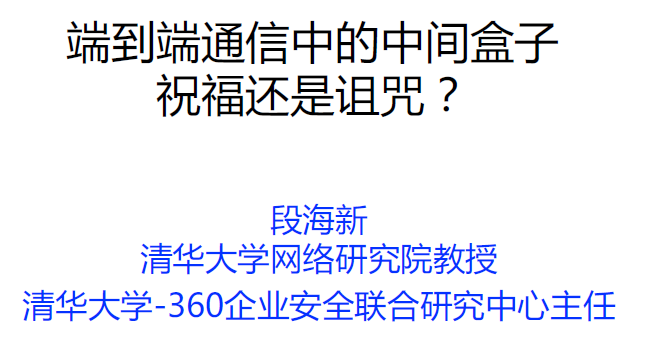 端到端通信中的中间盒子
祝福还是诅咒？
段海新
清华大学网络研究院教授
清华大学-360企业安全联合研究中心主任